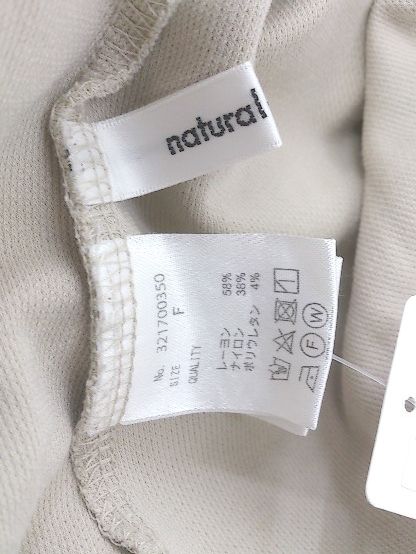 natural
No. 321700350
SIZE F
QUALITY
レーヨン 58%
ナイロン 38%
ポリウレタン 4%
F W